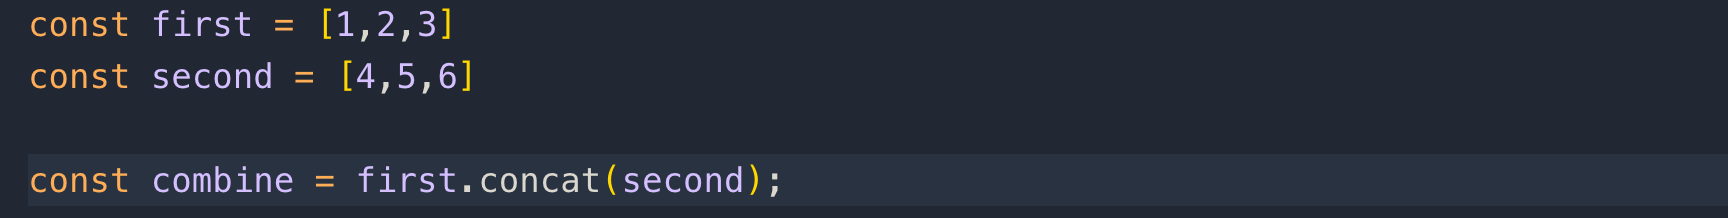 const first = [1,2,3]
const second = [4,5,6]
const combine = first.concat(second);